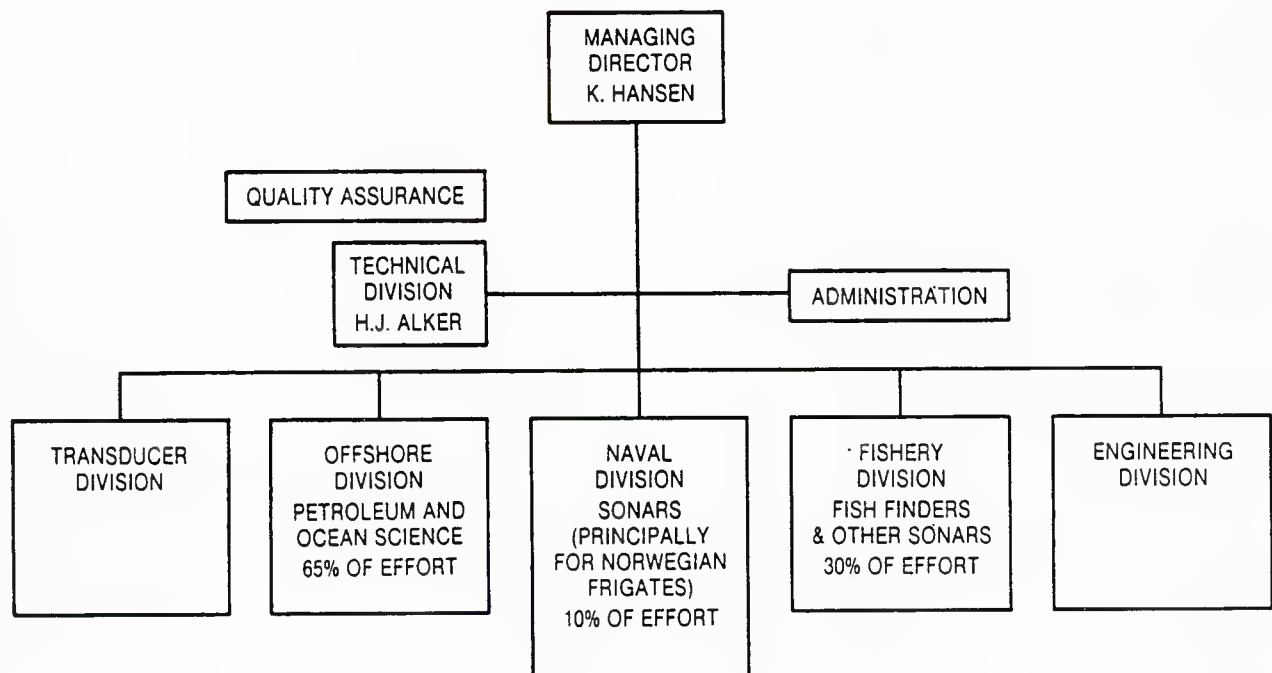 MANAGING
DIRECTOR
K. HANSEN
QUALITY ASSURANCE
TECHNICAL
DIVISION
H.J. ALKER
ADMINISTRATION
TRANSDUCER
DIVISION
OFFSHORE
DIVISION
PETROLEUM AND
OCEAN SCIENCE
65% OF EFFORT
NAVAL
DIVISION
SONARS
(PRINCIPALLY
FOR NORWEGIAN
FRIGATES)
10% OF EFFORT
FISHERY
DIVISION
FISH FINDERS
& OTHER SONARS
30% OF EFFORT
ENGINEERING
DIVISION